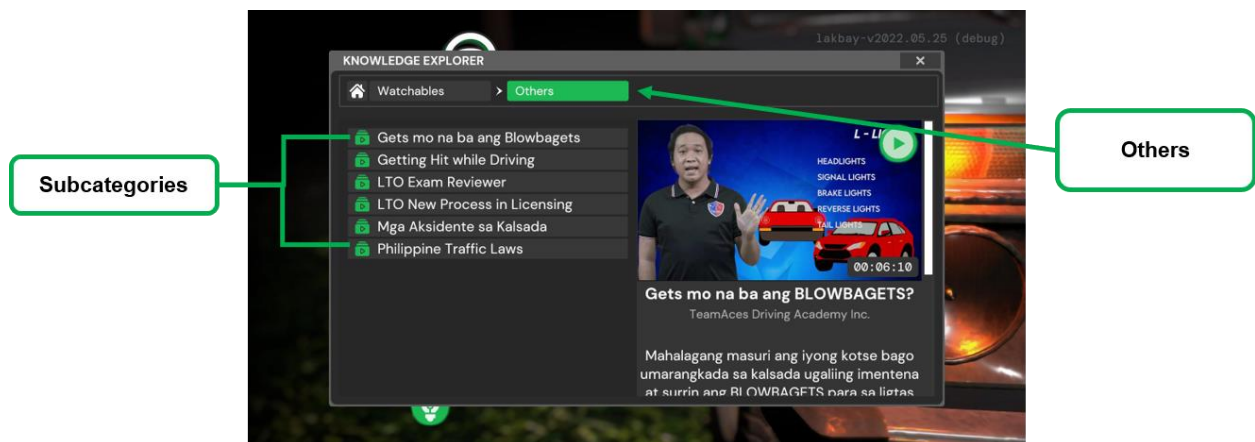 lakbay-v2022.05.25 (debug)
KNOWLEDGE EXPLORER
Watchables
Others
Gets mo na ba ang Blowbagets
Getting Hit while Driving
LTO Exam Reviewer
LTO New Process in Licensing
Mga Aksidente sa Kalsada
Philippine Traffic Laws
L - LI
HEADLIGHTS
SIGNAL LIGHTS
BRAKE LIGHTS
REVERSE LIGHTS
TAIL LIGHTS
00:06:10
Gets mo na ba ang BLOWBAGETS?
TeamAces Driving Academy Inc.
Mahalagang masuri ang iyong kotse bago
umarangkada sa kalsada ugaliing imentena
at surrin ang BLOWBAGETS para sa ligtas
Subcategories
Others